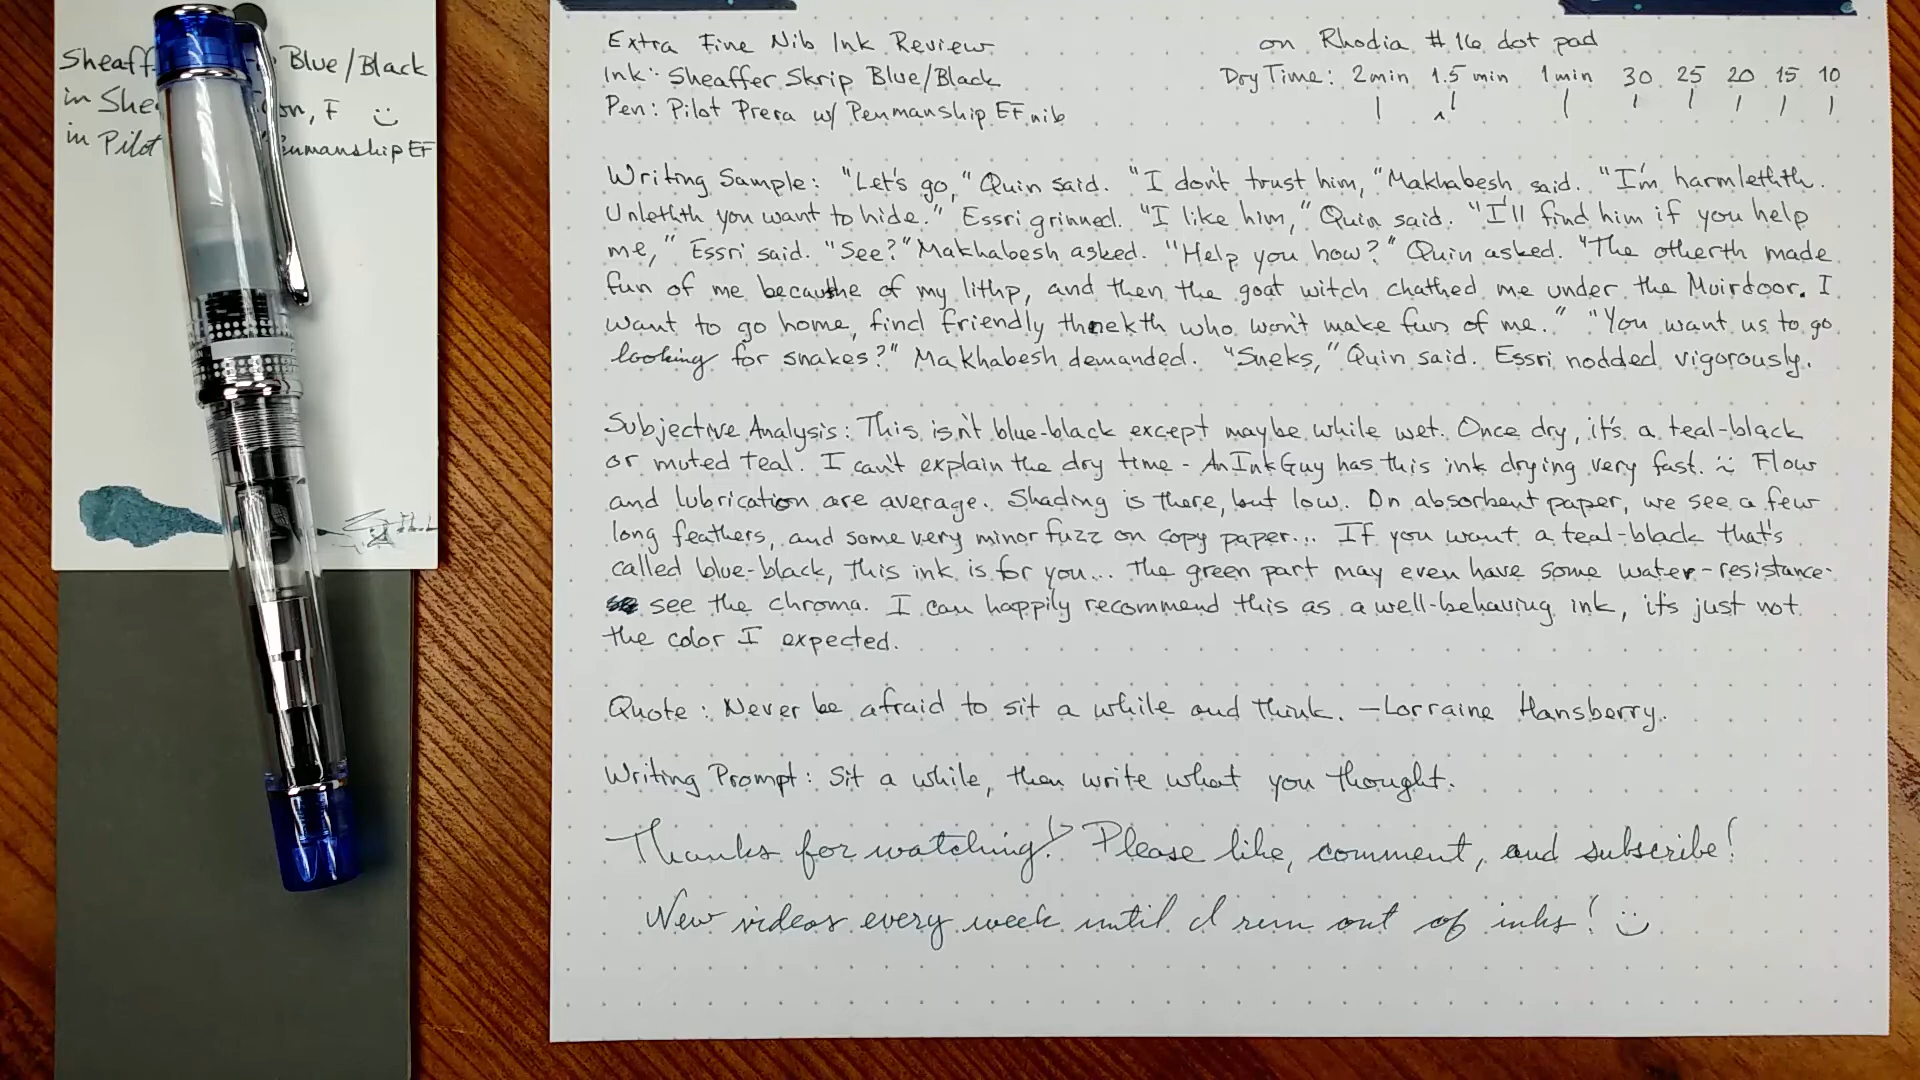 Sheaff Blue/Black
in She on, F
in Pilot Penmanship EF
Extra Fine Nib Ink Review
on Rhodia #16 dot pad
Ink: Sheaffer Skrip Blue/Black
Dry Time: 2 min 1.5 min 1 min 30 25 20 15 10
Pen: Pilot Prera w/ Penmanship EF nib
Writing Sample: "Let's go," Quin said. "I don't trust him," Makhabesh said. "I'm harmlethth.
Unlethth you want to hide." Essri grinned. "I like him," Quin said. "I'll find him if you help
me," Essri said. "See?" Makhabesh asked. "Help you how?" Quin asked. "The otherth made
fun of me becauthe of my lithp, and then the goat witch chathed me under the Muirdoor. I
want to go home, find friendly thnekth who won't make fun of me." "You want us to go
looking for snakes?" Makhabesh demanded. "Sneks," Quin said. Essri nodded vigorously.
Subjective Analysis: This isn't blue-black except maybe while wet. Once dry, it's a teal-black
or muted teal. I can't explain the dry time - An Ink Guy has this ink drying very fast. :) Flow
and lubrication are average. Shading is there, but low. On absorbent paper, we see a few
long feathers, and some very minor fuzz on copy paper... If you want a teal-black that's
called blue-black, this ink is for you... The green part may even have some water-resistance-
see the chroma. I can happily recommend this as a well-behaving ink, it's just not
the color I expected.
Quote: Never be afraid to sit a while and think. -Lorraine Hansberry.
Writing Prompt: Sit a while, then write what you thought.
Thanks for watching! Please like, comment, and subscribe!
New videos every week until I run out of inks! :)